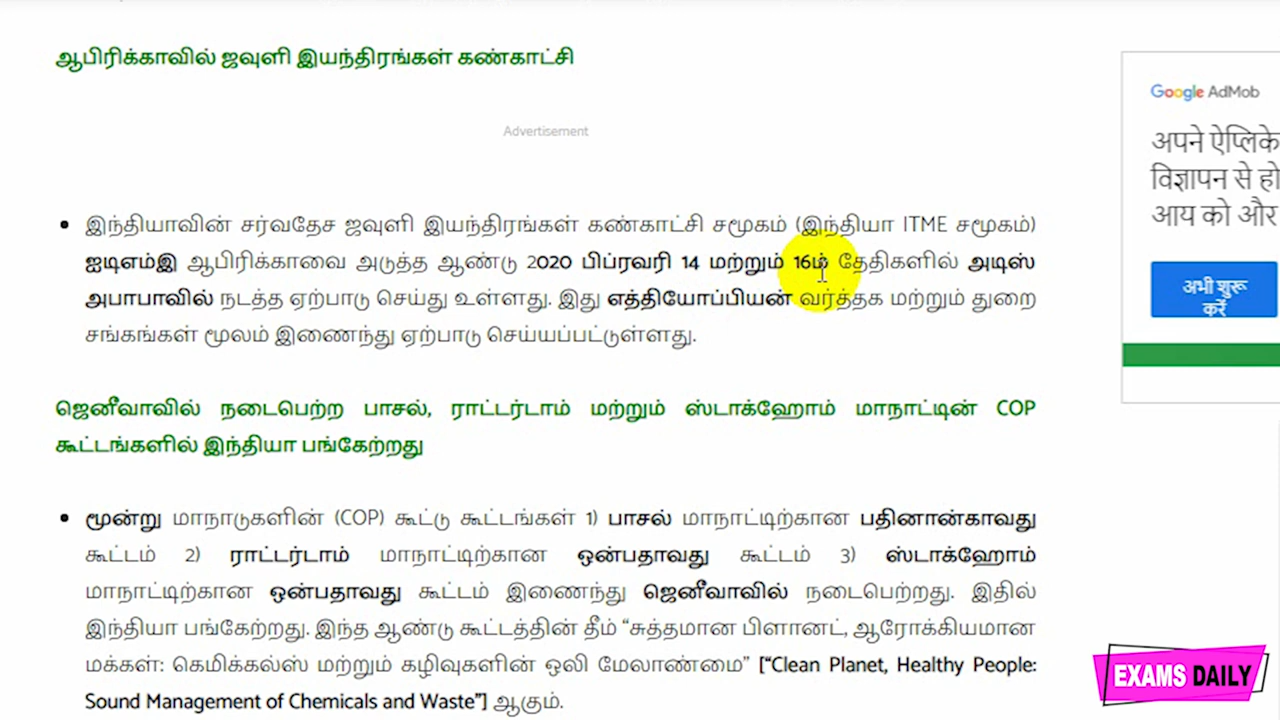 ஆபிரிக்காவில் ஜவுளி இயந்திரங்கள் கண்காட்சி
Advertisement
இந்தியாவின் சர்வதேச ஜவுளி இயந்திரங்கள் கண்காட்சி சமூகம் (இந்தியா ITME சமூகம்)
ஐடிஎம்இ ஆபிரிக்காவை அடுத்த ஆண்டு 2020 பிப்ரவரி 14 மற்றும் 16ம் தேதிகளில் அடிஸ்
அபாபாவில் நடத்த ஏற்பாடு செய்து உள்ளது. இது எத்தியோப்பியன் வர்த்தக மற்றும் துறை
சங்கங்கள் மூலம் இணைந்து ஏற்பாடு செய்யப்பட்டுள்ளது.
ஜெனீவாவில் நடைபெற்ற பாசல், ராட்டர்டாம் மற்றும் ஸ்டாக்ஹோம் மாநாட்டின் COP
கூட்டங்களில் இந்தியா பங்கேற்றது
மூன்று மாநாடுகளின் (COP) கூட்டு கூட்டங்கள் 1) பாசல் மாநாட்டிற்கான பதினான்காவது
கூட்டம் 2) ராட்டர்டாம் மாநாட்டிற்கான ஒன்பதாவது கூட்டம் 3) ஸ்டாக்ஹோம்
மாநாட்டிற்கான ஒன்பதாவது கூட்டம் இணைந்து ஜெனீவாவில் நடைபெற்றது. இதில்
இந்தியா பங்கேற்றது. இந்த ஆண்டு கூட்டத்தின் தீம் “சுத்தமான பிளானட், ஆரோக்கியமான
மக்கள்: கெமிக்கல்ஸ் மற்றும் கழிவுகளின் ஒலி மேலாண்மை” [“Clean Planet, Healthy People:
Sound Management of Chemicals and Waste”] ஆகும்.
Google AdMob
अपने ऐप्लिके
विज्ञापन से हो
आय को और
अभी शुरू
करें
EXAMS DAILY